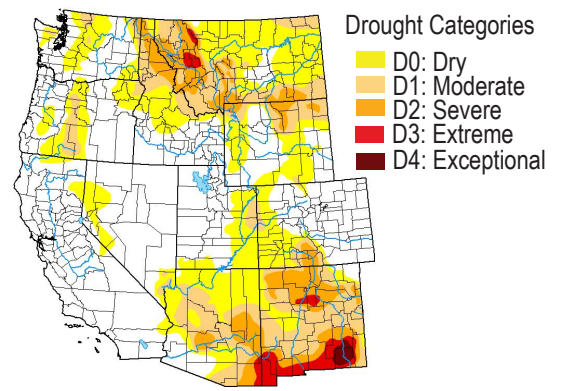 Drought Categories
D0: Dry
D1: Moderate
D2: Severe
D3: Extreme
D4: Exceptional